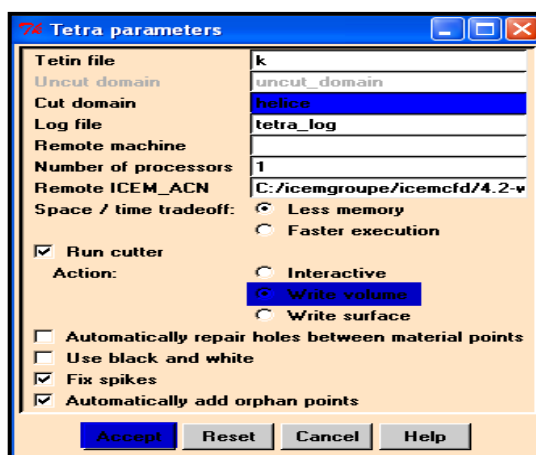 Tetra parameters
Tetin file k
Uncut domain uncut_domain
Cut domain helice
Log file tetra_log
Remote machine
Number of processors 1
Remote ICEM_ACN C:/icemgroupe/icemcfd/4.2-w
Space / time tradeoff: Less memory
Faster execution
Run cutter
Action: Interactive
Write volume
Write surface
Automatically repair holes between material points
Use black and white
Fix spikes
Automatically add orphan points
Accept Reset Cancel Help